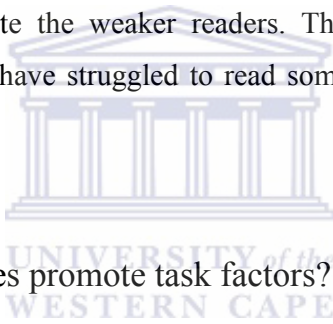 te the weaker readers. Th
have struggled to read som
UNIVERSITY of the
es promote task factors?
WESTERN CAPE